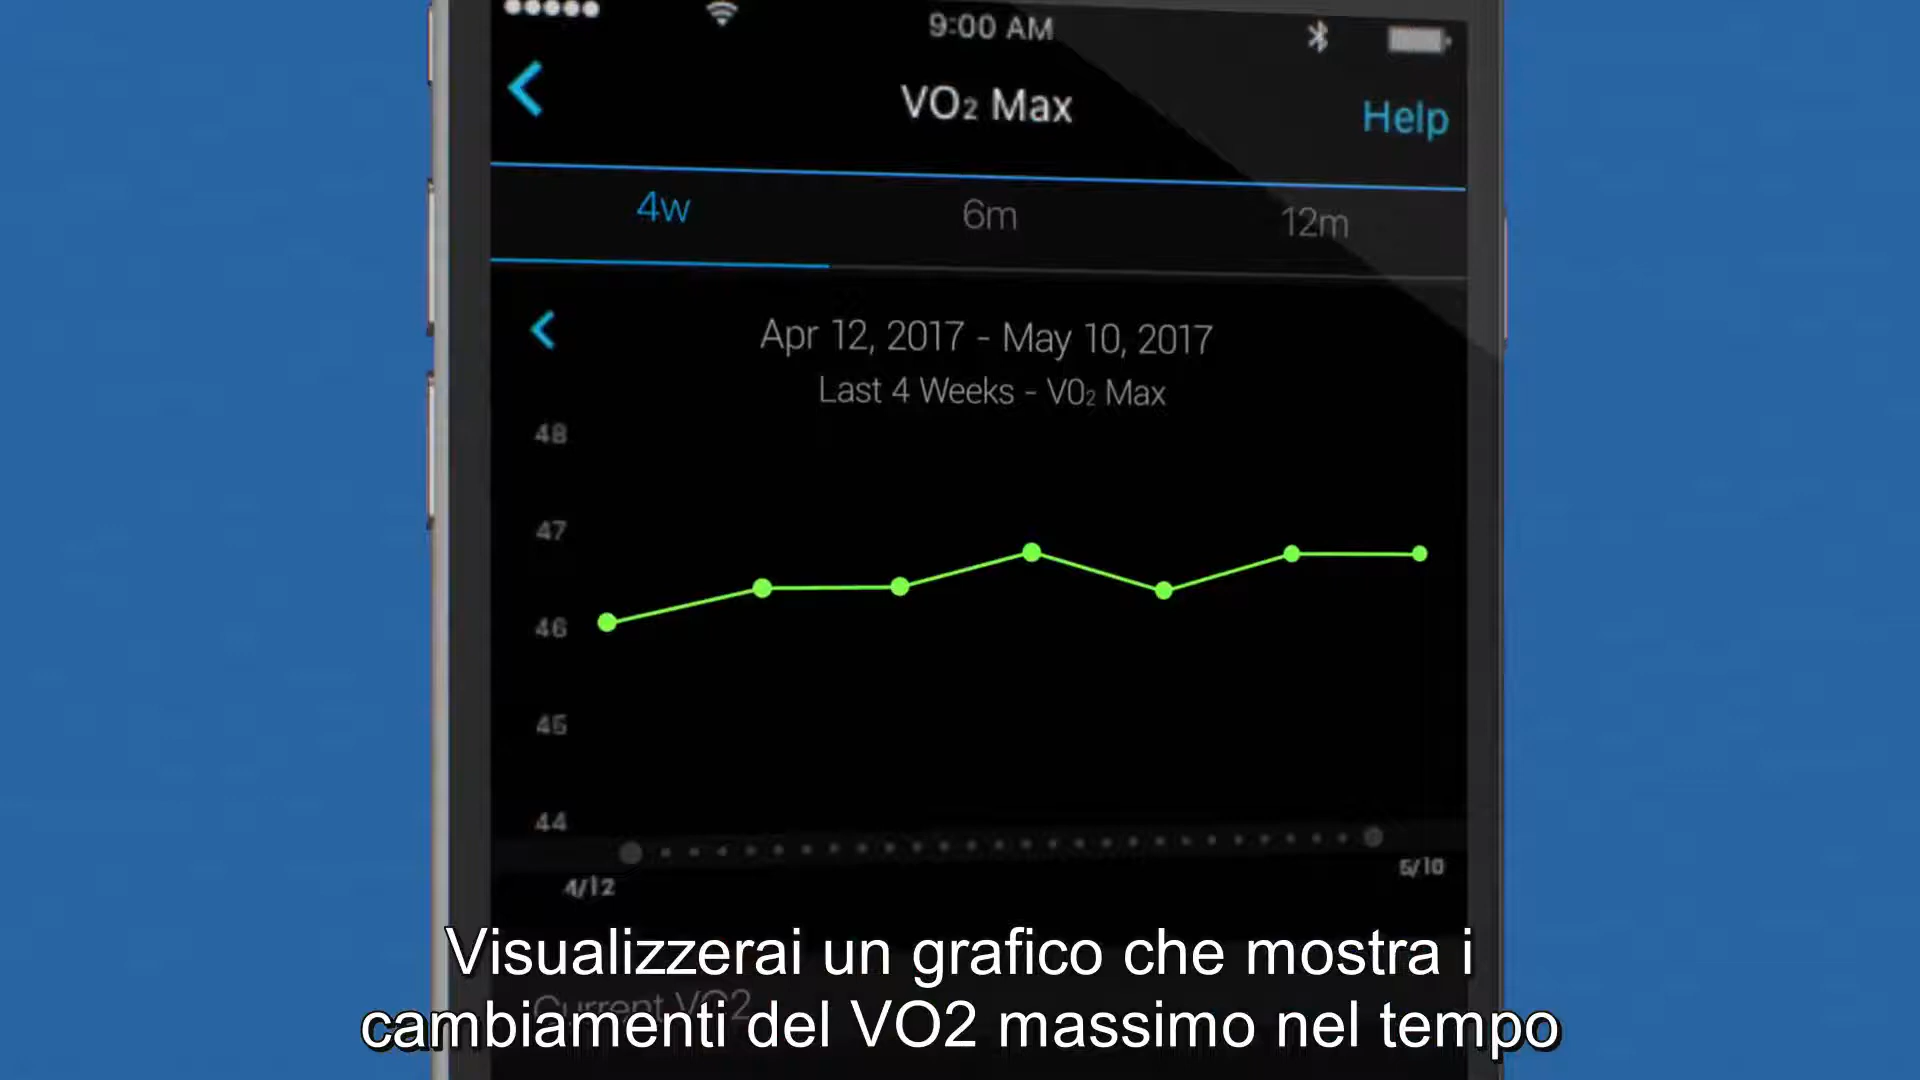 9:00 AM
VO₂ Max
Help
4w 6m 12m
Apr 12, 2017 - May 10, 2017
Last 4 Weeks - VO₂ Max
48
47
46
45
44
4/12
5/10
Current VO2
Visualizzerai un grafico che mostra i
cambiamenti del VO2 massimo nel tempo